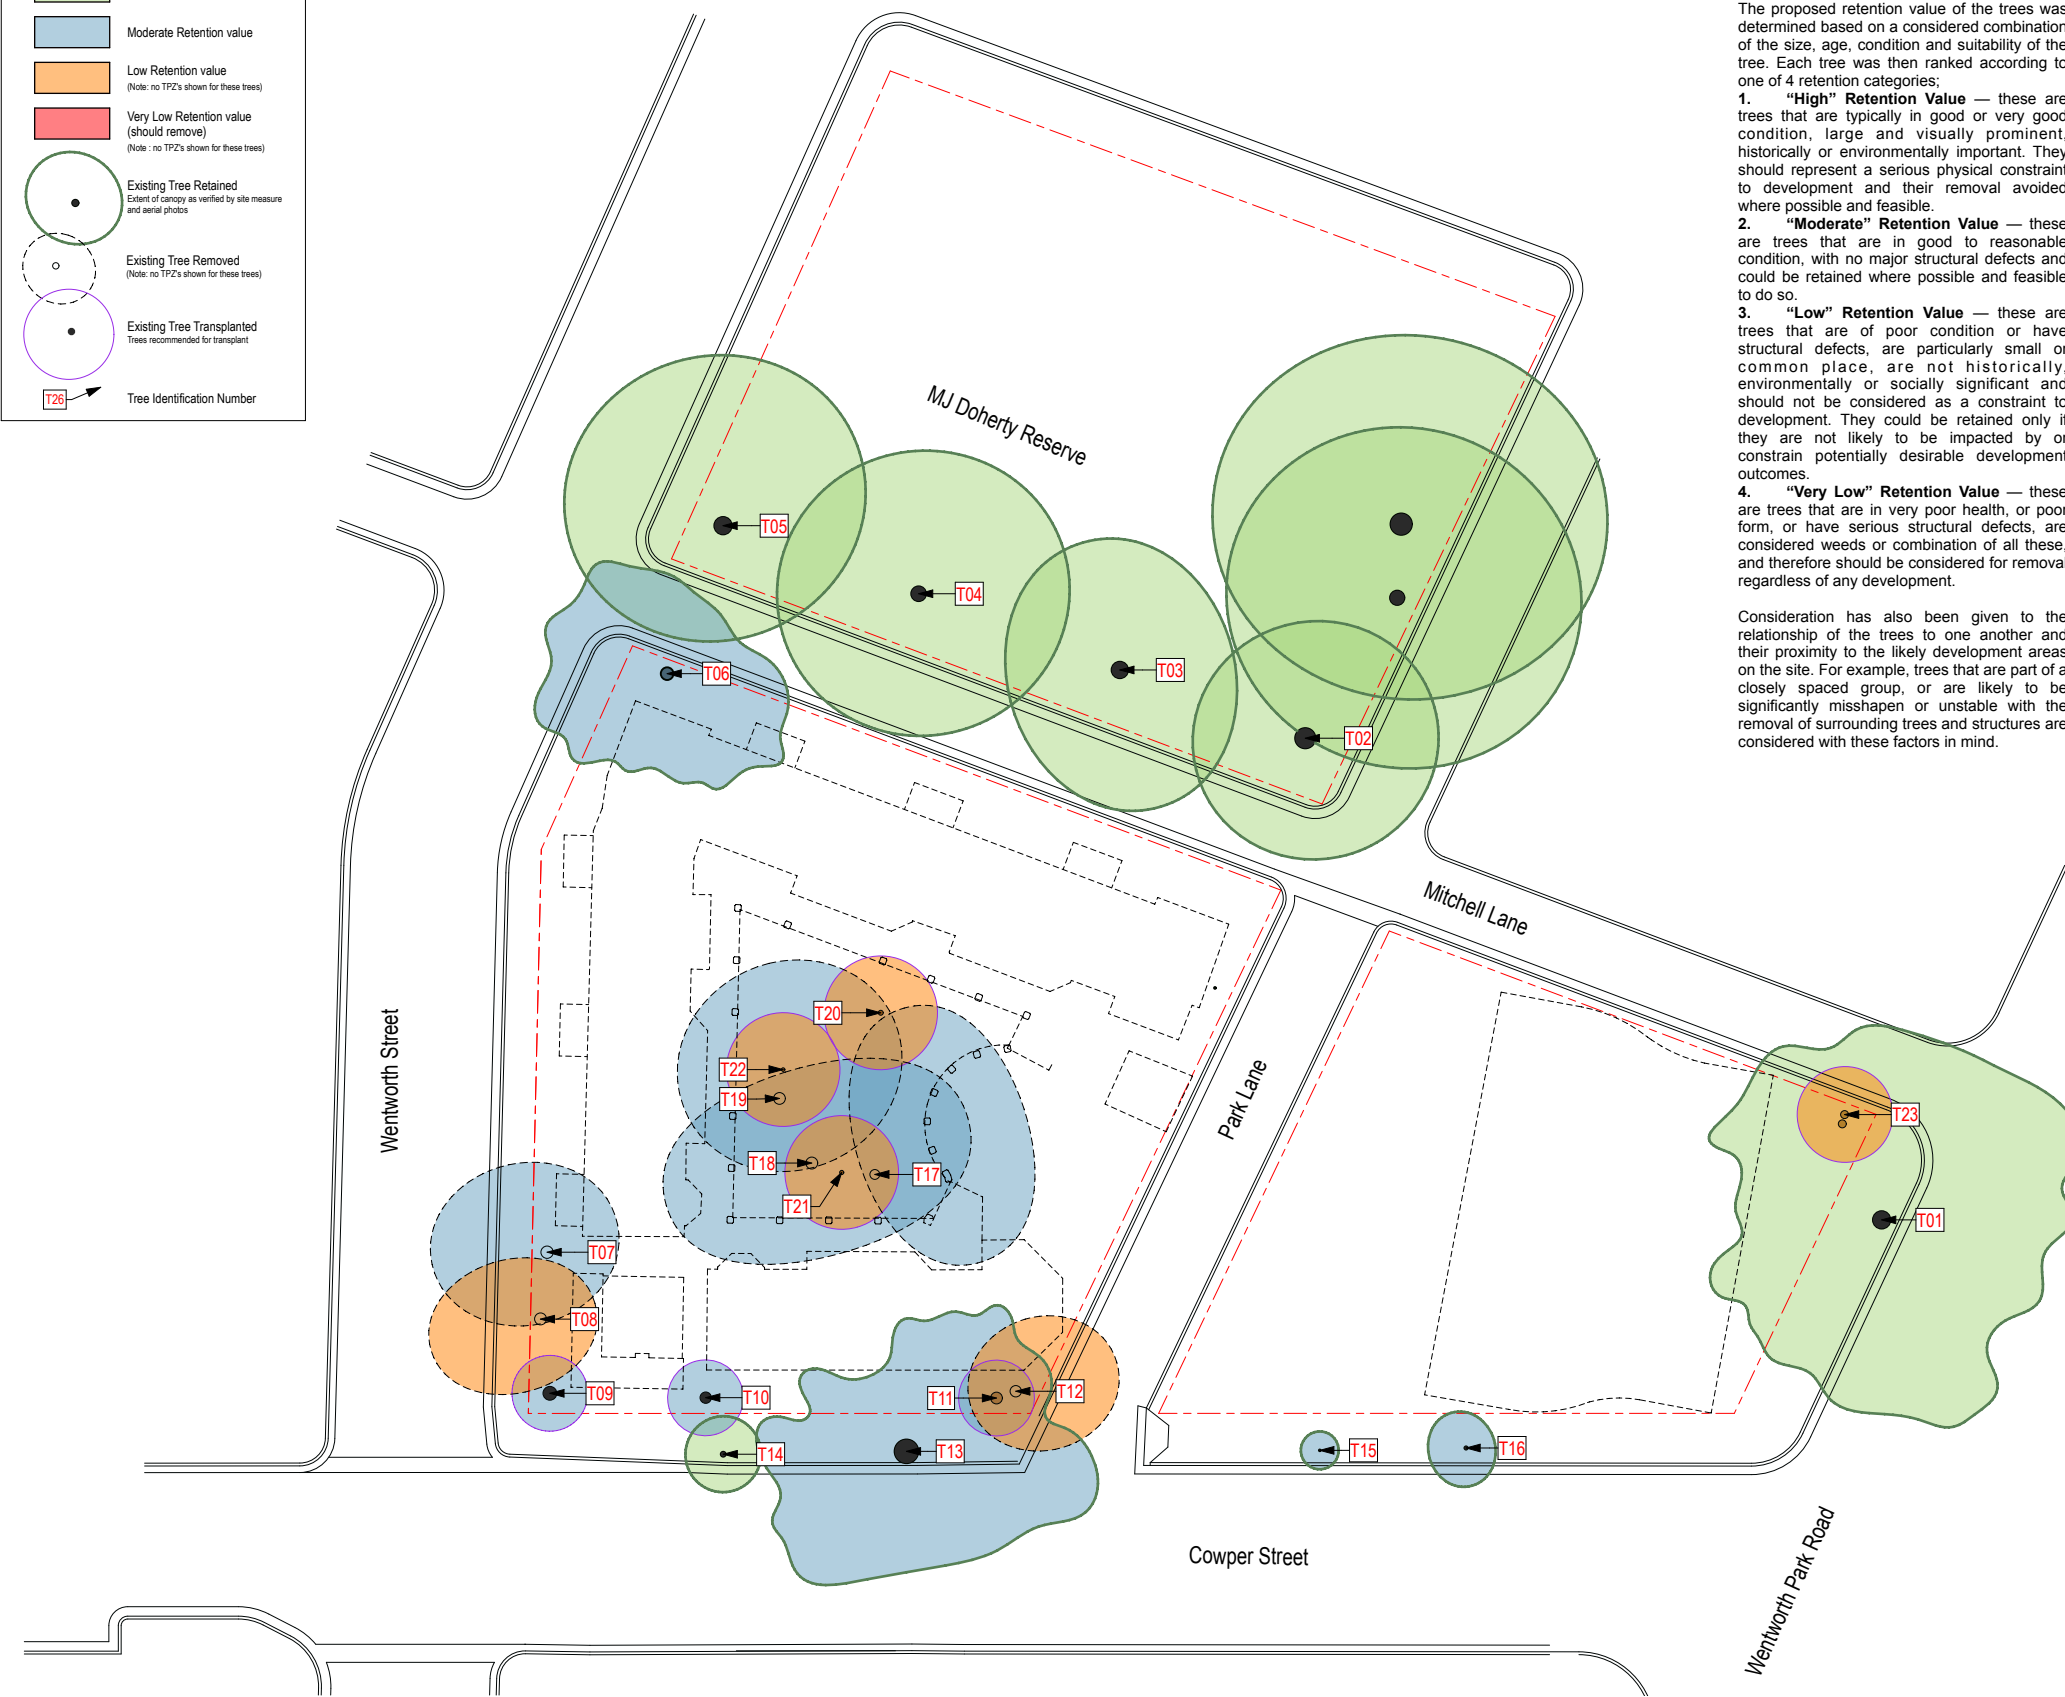 Moderate Retention value
Low Retention value
(Note: no TPZ's shown for these trees)
Very Low Retention value
(should remove)
(Note : no TPZ's shown for these trees)
Existing Tree Retained
Extent of canopy as verified by site measure
and aerial photos
Existing Tree Removed
(Note: no TPZ's shown for these trees)
Existing Tree Transplanted
Trees recommended for transplant
T26
Tree Identification Number
The proposed retention value of the trees was
determined based on a considered combination
of the size, age, condition and suitability of the
tree. Each tree was then ranked according to
one of 4 retention categories;
1. “High” Retention Value — these are
trees that are typically in good or very good
condition, large and visually prominent,
historically or environmentally important. They
should represent a serious physical constraint
to development and their removal avoided
where possible and feasible.
2. “Moderate” Retention Value — these
are trees that are in good to reasonable
condition, with no major structural defects and
could be retained where possible and feasible
to do so.
3. “Low” Retention Value — these are
trees that are of poor condition or have
structural defects, are particularly small or
common place, are not historically,
environmentally or socially significant and
should not be considered as a constraint to
development. They could be retained only if
they are not likely to be impacted by or
constrain potentially desirable development
outcomes.
4. “Very Low” Retention Value — these
are trees that are in very poor health, or poor
form, or have serious structural defects, are
considered weeds or combination of all these,
and therefore should be considered for removal
regardless of any development.
Consideration has also been given to the
relationship of the trees to one another and
their proximity to the likely development areas
on the site. For example, trees that are part of a
closely spaced group, or are likely to be
significantly misshapen or unstable with the
removal of surrounding trees and structures are
considered with these factors in mind.
MJ Doherty Reserve
T05
T04
T03
T06
T02
Mitchell Lane
Wentworth Street
T20
T22
T19
T18
T17
T21
Park Lane
T23
T01
T07
T08
T09
T10
T11
T12
T14
T13
T15
T16
Cowper Street
Wentworth Park Road